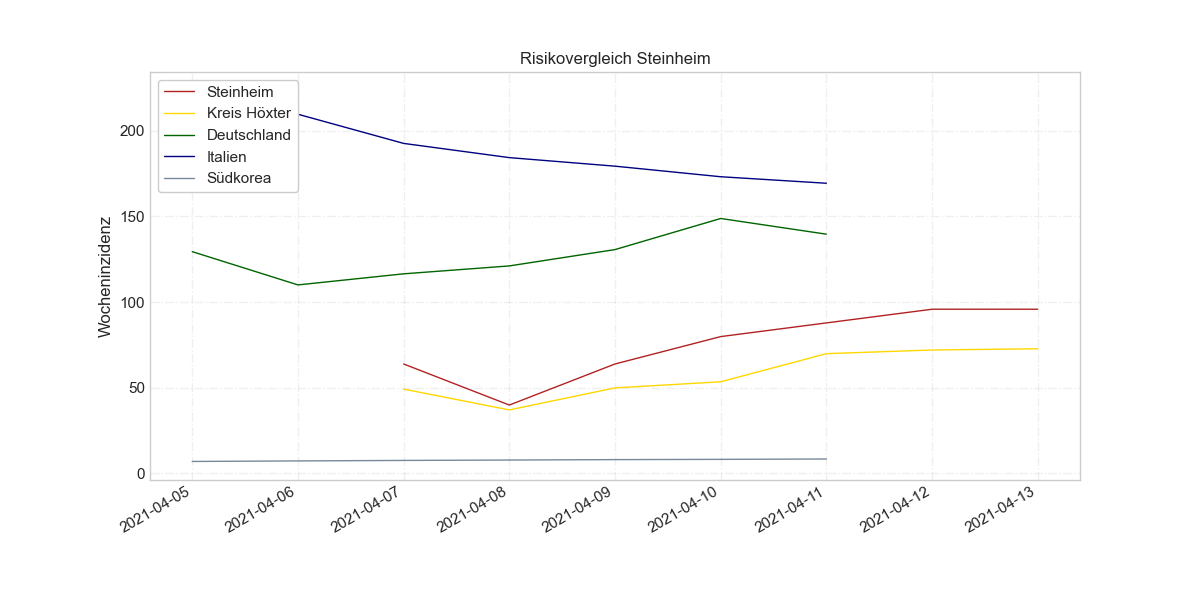 Risikovergleich Steinheim
Steinheim
Kreis Höxter
Deutschland
Italien
Südkorea
Wocheninzidenz
200
150
100
50
0
2021-04-05
2021-04-06
2021-04-07
2021-04-08
2021-04-09
2021-04-10
2021-04-11
2021-04-12
2021-04-13